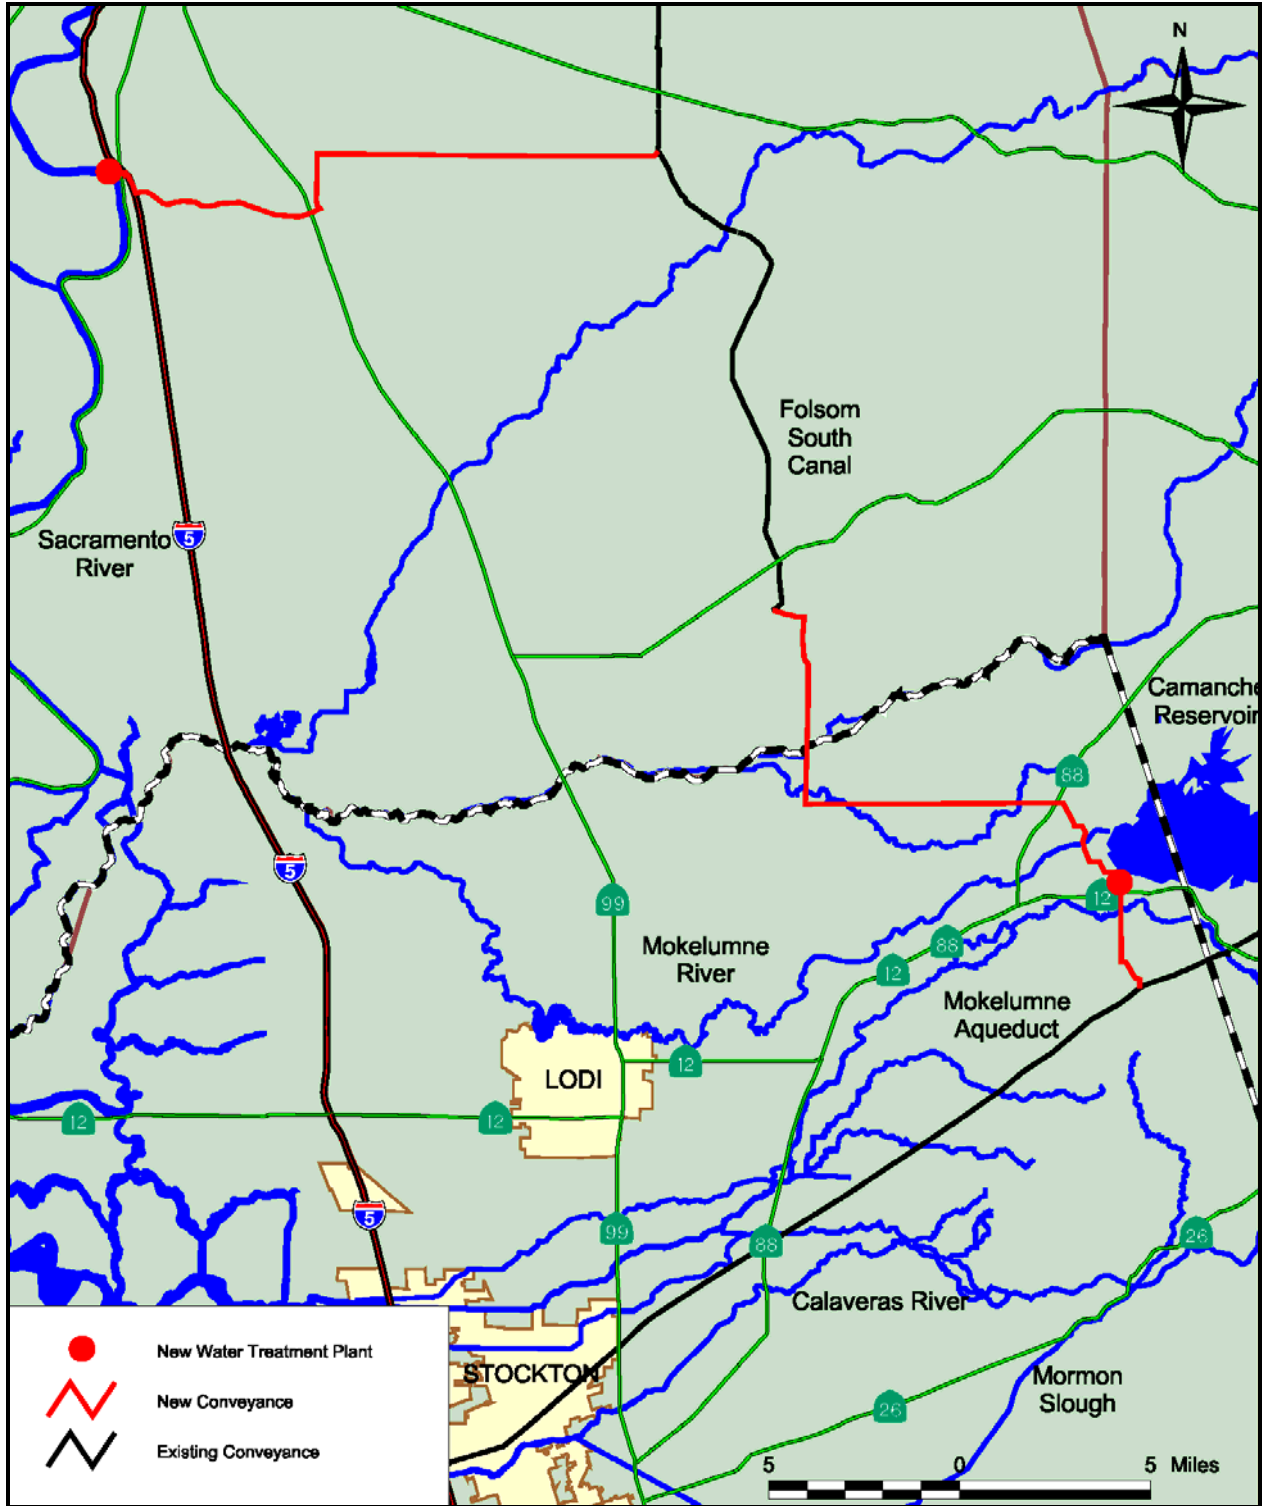 N
Folsom
South
Canal
5
Sacramento
River
Camanche
Reservoir
88
5
99
12
Mokelumne
River
88
12
Mokelumne
Aqueduct
12
LODI
12
12
5
99
88
26
Calaveras River
New Water Treatment Plant
STOCKTON
Mormon
Slough
New Conveyance
26
Existing Conveyance
5 0 5 Miles